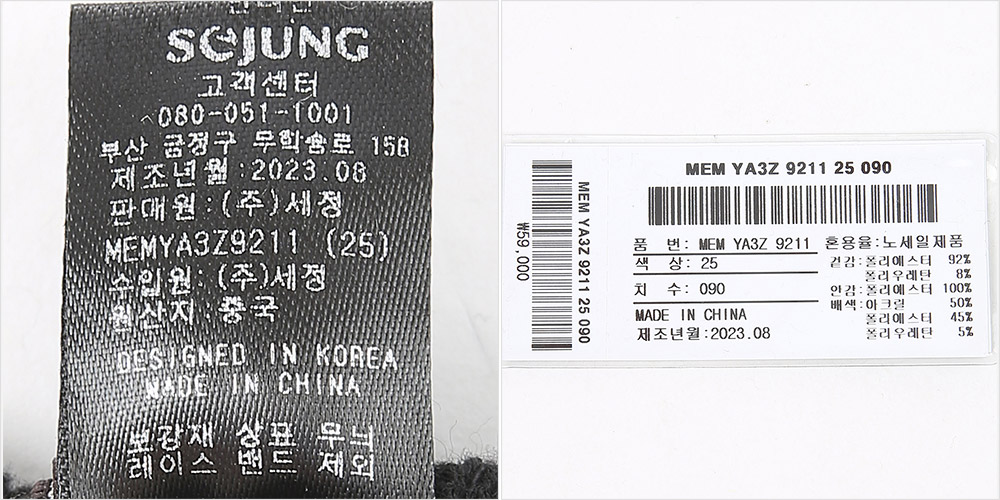 SEJUNG
고객센터
080-051-1001
부산 금정구 무학송로 158
제조년월:2023.08
판매원:(주)세정
MEMYA3Z9211 (25)
수입원:(주)세정
원산지:중국
DESIGNED IN KOREA
MADE IN CHINA
보강재 상표 무늬
레이스 밴드 제외
MEM YA3Z 9211 25 090
₩59,000
MEM YA3Z 9211 25 090
품 번: MEM YA3Z 9211
색 상: 25
치 수: 090
MADE IN CHINA
제조년월:2023.08
혼용율:노세일제품
겉감:폴리에스터 92%
폴리우레탄 8%
안감:폴리에스터 100%
배색:아크릴 50%
폴리에스터 45%
폴리우레탄 5%